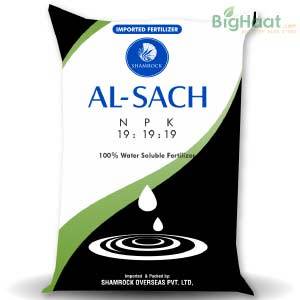 BigHaat.com
IMPORTED FERTILIZER
SHAMROCK
AL-SACH
N P K
19: 19:19
100% Water Soluble Fertilizer
Imported & Packed by:
SHAMROCK OVERSEAS PVT. LTD.